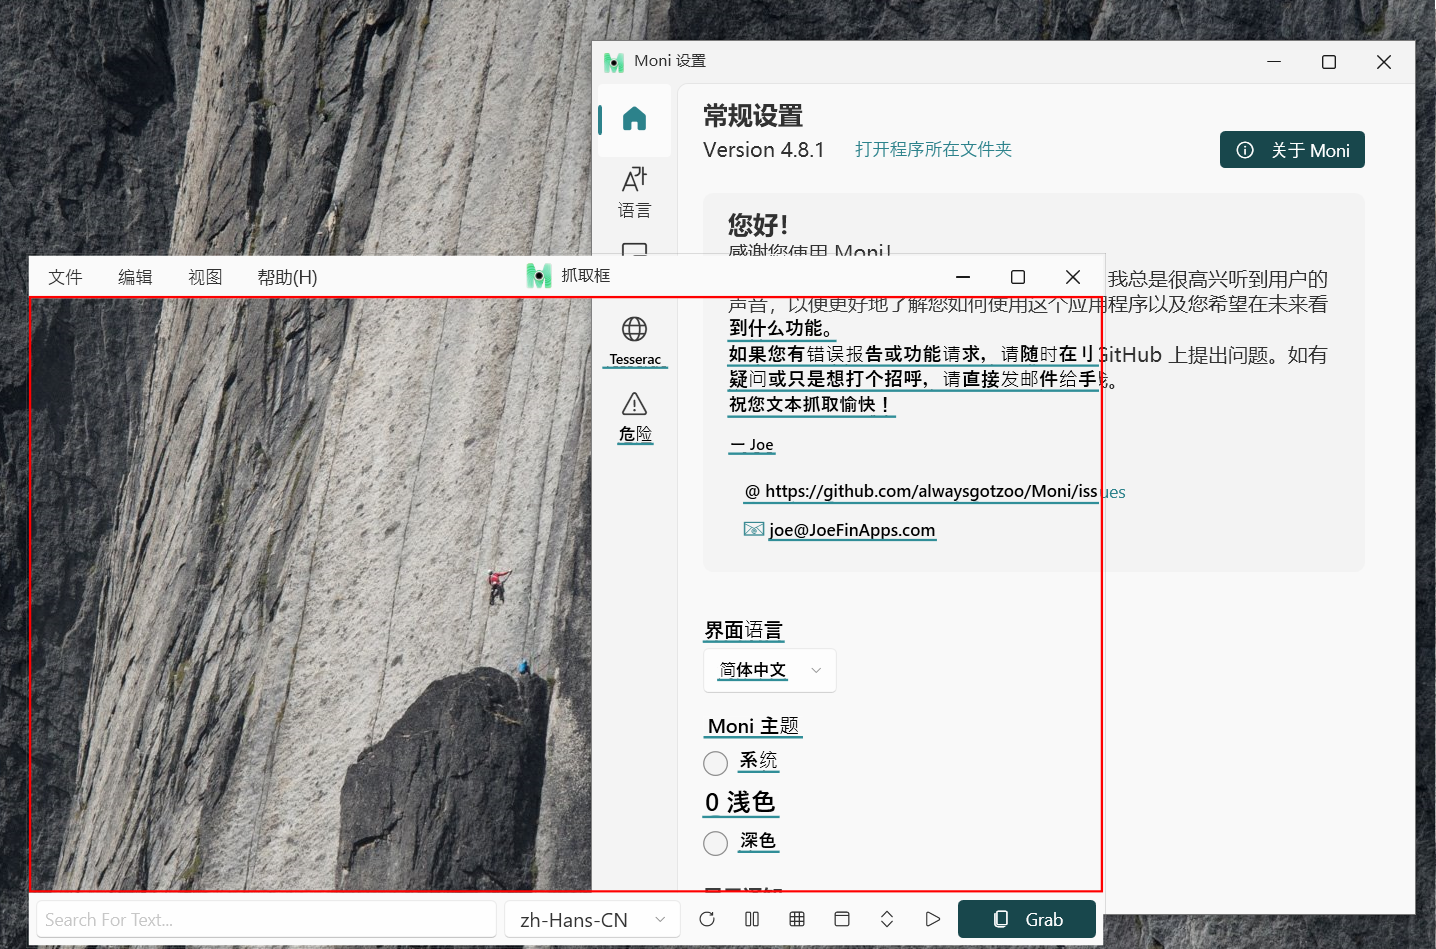 Moni 设置
常规设置
Version 4.8.1
打开程序所在文件夹
关于 Moni
语言
您好！
感谢您使用 Moni！
文件
编辑
视图
帮助(H)
抓取框
我总是很高兴听到用户的
声音，以便更好地了解您如何使用这个应用程序以及您希望在未来看
到什么功能。
如果您有错误报告或功能请求，请随时在 GitHub 上提出问题。如有
疑问或只是想打个招呼，请直接发邮件给手。
祝您文本抓取愉快！
一 Joe
@ https://github.com/alwaysgotzoo/Moni/issues
joe@JoeFinApps.com
Tesserac
危险
界面语言
简体中文
Moni 主题
系统
0 浅色
深色
Search For Text...
zh-Hans-CN
Grab